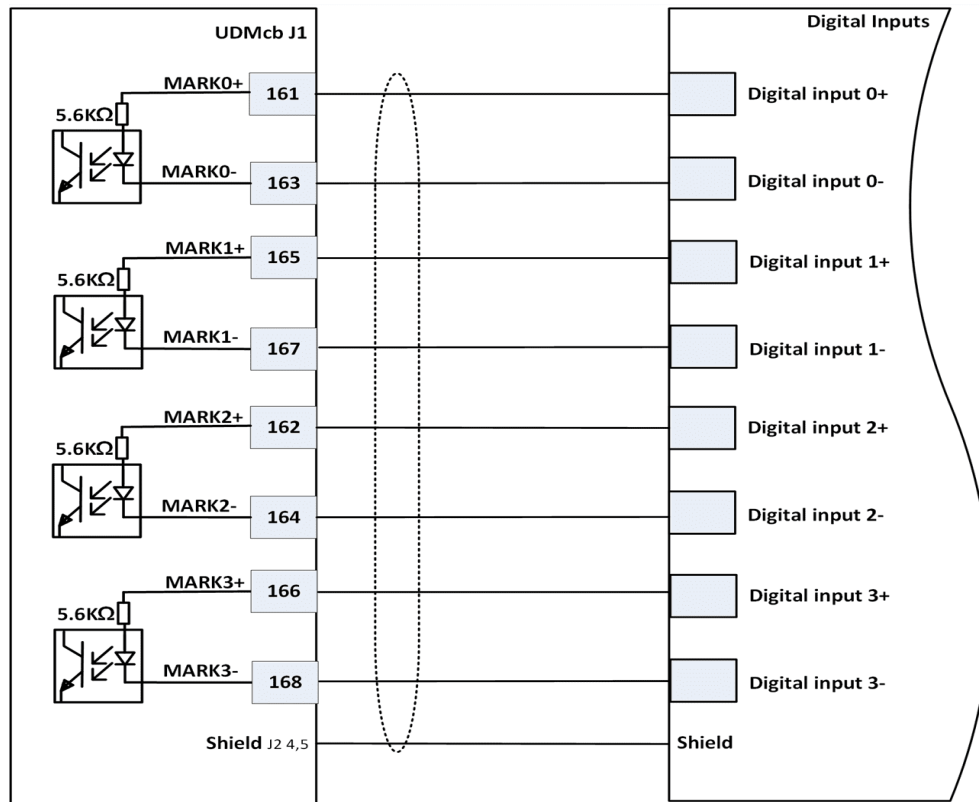 UDMcb J1
Digital Inputs
MARK0+
161
Digital input 0+
5.6KΩ
MARK0-
163
Digital input 0-
MARK1+
165
Digital input 1+
5.6KΩ
MARK1-
167
Digital input 1-
MARK2+
162
Digital input 2+
5.6KΩ
MARK2-
164
Digital input 2-
MARK3+
166
Digital input 3+
5.6KΩ
MARK3-
168
Digital input 3-
Shield J2 4,5
Shield